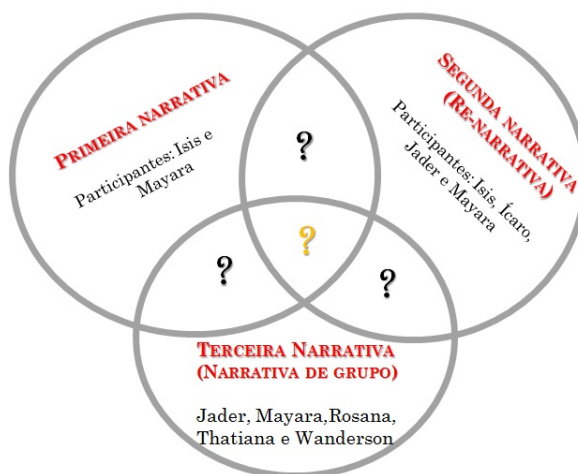 PRIMEIRA NARRATIVA
Participantes: Isis e
Mayara
?
SEGUNDA NARRATIVA
(RE-NARRATIVA)
Participantes: Isis, Ícaro,
Jader e Mayara
?
?
?
TERCEIRA NARRATIVA
(NARRATIVA DE GRUPO)
Jader, Mayara,Rosana,
Thatiana e Wanderson